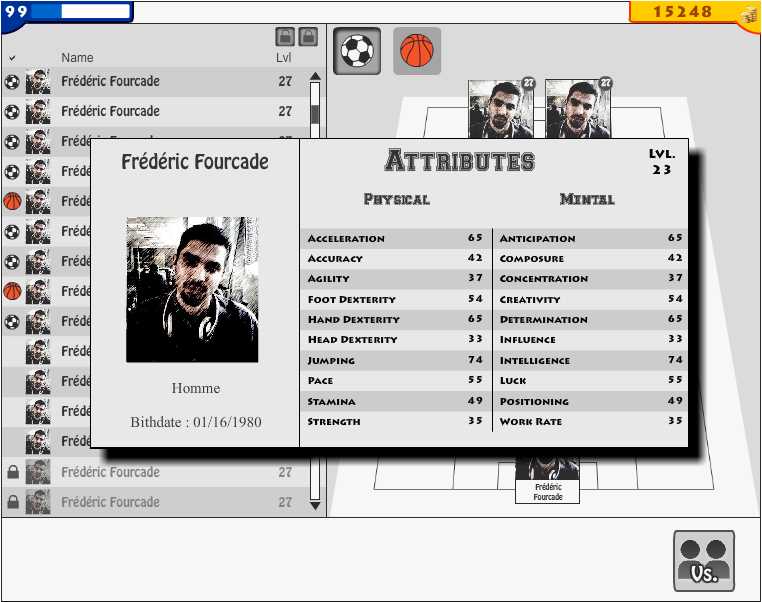 99
15248
Name Lvl
Frédéric Fourcade 27
Frédéric Fourcade 27
27
27
Frédéric Fourcade 27
Frédéric Fourcade 27
Frédéric Fourcade
Attributes
Lvl.
23
Physical
Mental
Acceleration 65 Anticipation 65
Accuracy 42 Composure 42
Agility 37 Concentration 37
Foot Dexterity 54 Creativity 54
Hand Dexterity 65 Determination 65
Head Dexterity 33 Influence 33
Jumping 74 Intelligence 74
Pace 55 Luck 55
Stamina 49 Positioning 49
Strength 35 Work Rate 35
Homme
Bithdate : 01/16/1980
Frédéric
Fourcade
Vs.